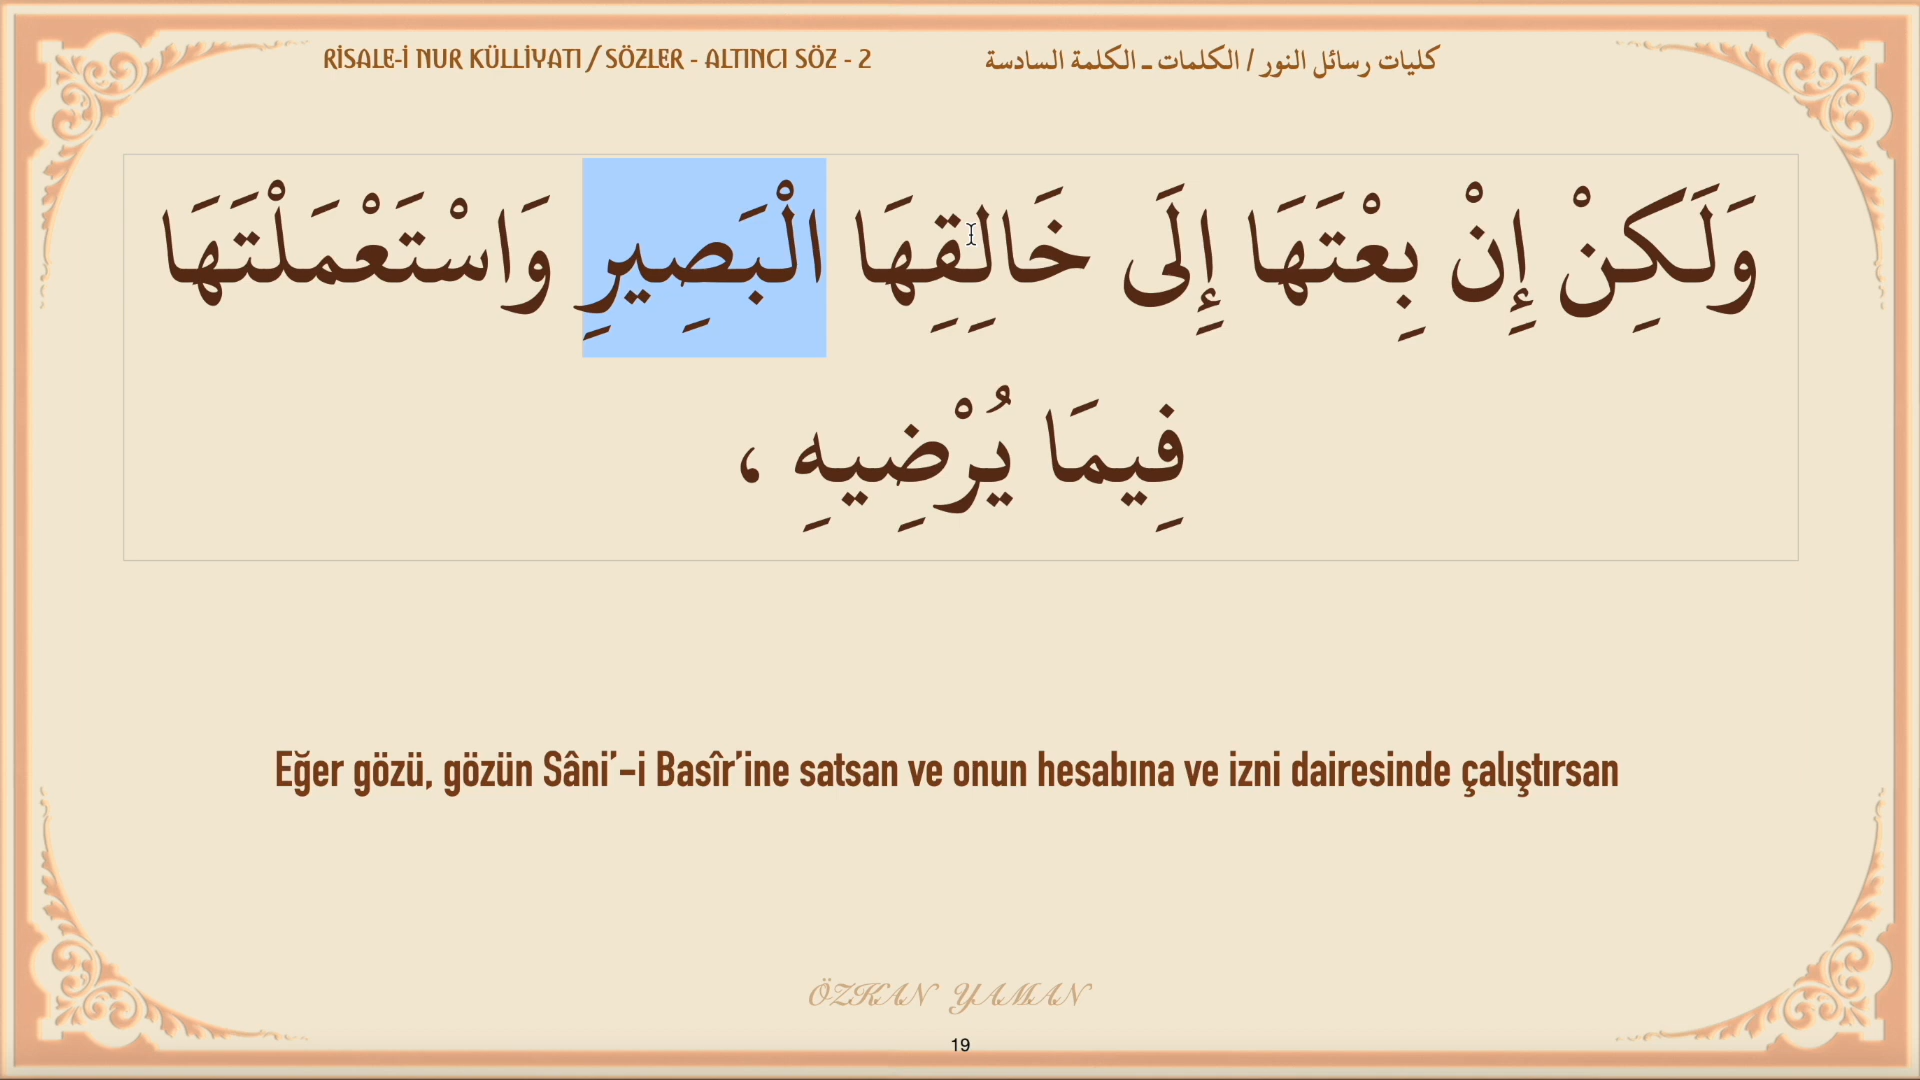 RİSALE-İ NUR KÜLLİYATI / SÖZLER - ALTINCI SÖZ - 2
كليات رسائل النور / الكلمات ـ الكلمة السادسة
وَلَكِنْ إِنْ بِعْتَهَا إِلَى خَالِقِهَا الْبَصِيرِ وَاسْتَعْمَلْتَهَا
فِيمَا يُرْضِيهِ ،
Eğer gözü, gözün Sâni’-i Basîr’ine satsan ve onun hesabına ve izni dairesinde çalıştırsan
ÖZKAN YAMAN
19